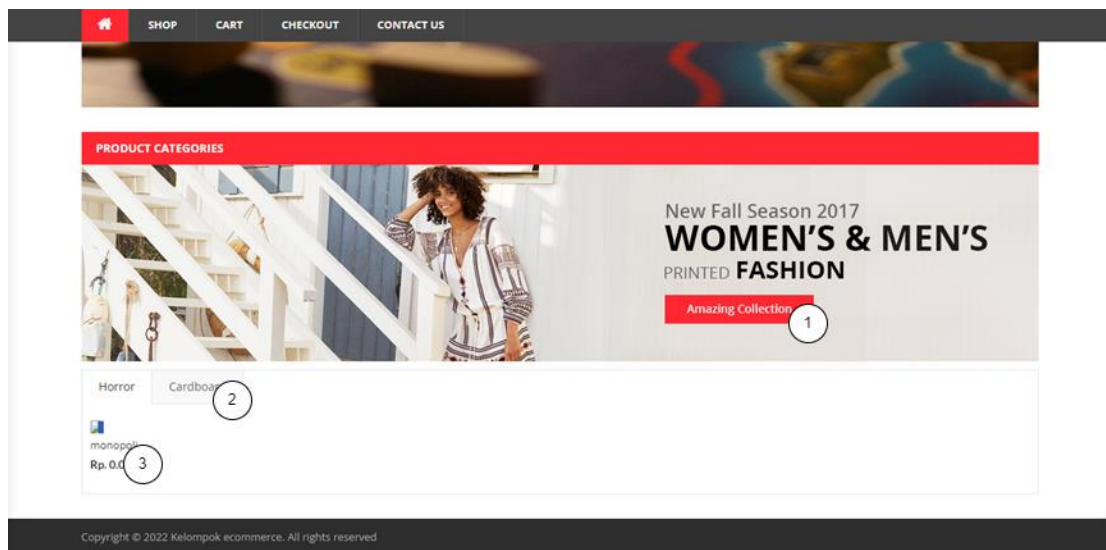 SHOP CART CHECKOUT CONTACT US
PRODUCT CATEGORIES
New Fall Season 2017
WOMEN'S & MEN'S
PRINTED FASHION
Amazing Collection
1
Horror
2
3
Rp.
Copyright © 2022 Kelompok ecommerce. All rights reserved